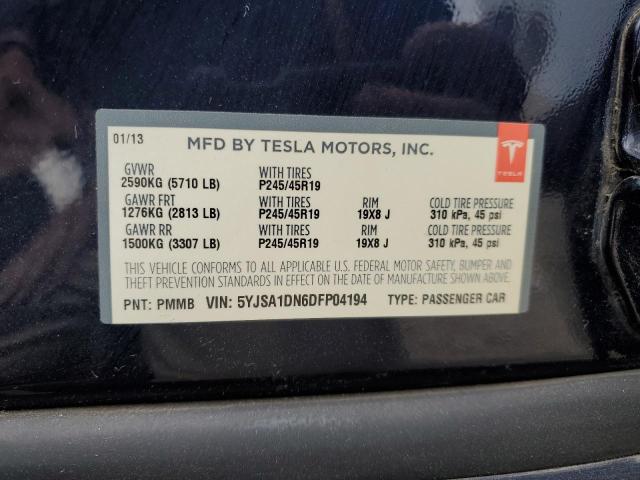 01/13 MFD BY TESLA MOTORS, INC.
TESLA
GVWR WITH TIRES
2590KG (5710 LB) P245/45R19
GAWR FRT WITH TIRES RIM COLD TIRE PRESSURE
1276KG (2813 LB) P245/45R19 19X8 J 310 kPa, 45 psi
GAWR RR WITH TIRES RIM COLD TIRE PRESSURE
1500KG (3307 LB) P245/45R19 19X8 J 310 kPa, 45 psi
THIS VEHICLE CONFORMS TO ALL APPLICABLE U.S. FEDERAL MOTOR SAFETY, BUMPER AND
THEFT PREVENTION STANDARDS IN EFFECT ON THE DATE OF MANUFACTURE SHOWN ABOVE.
PNT: PMMB VIN: 5YJSA1DN6DFP04194 TYPE: PASSENGER CAR